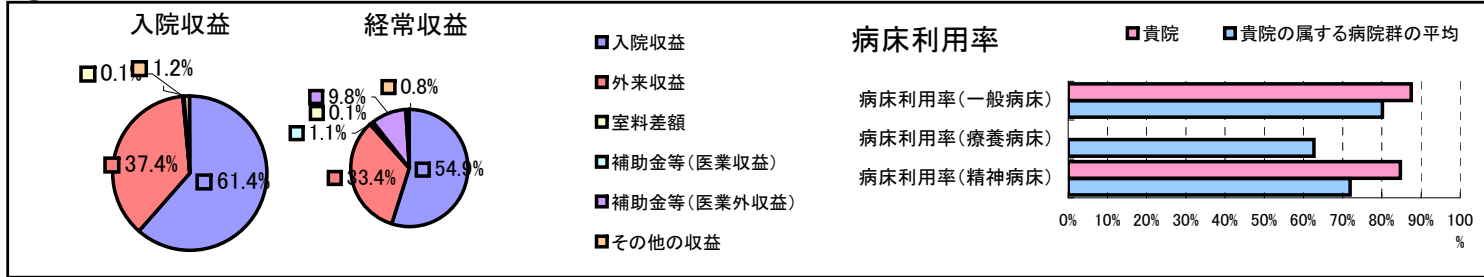 入院収益
0.1%
1.2%
37.4%
61.4%
経常収益
9.8%
0.8%
0.1%
1.1%
33.4%
54.9%
入院収益
外来収益
室料差額
補助金等(医業収益)
補助金等(医業外収益)
その他の収益
病床利用率
貴院
貴院の属する病院群の平均
病床利用率(一般病床)
病床利用率(療養病床)
病床利用率(精神病床)
0% 10% 20% 30% 40% 50% 60% 70% 80% 90% 100
%